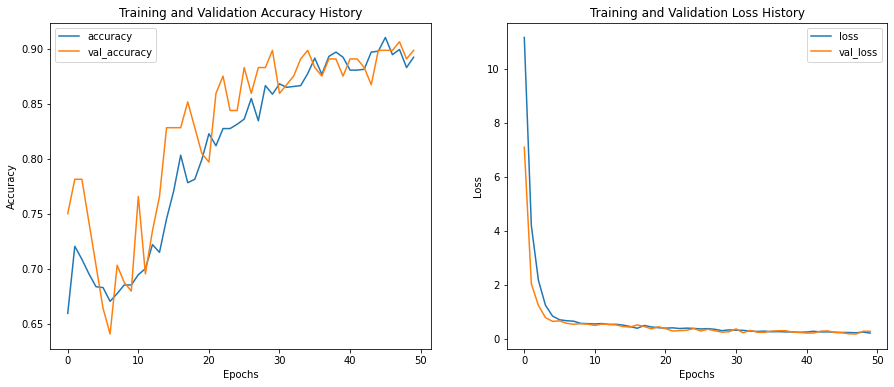 Training and Validation Accuracy History
accuracy
val_accuracy
0.90
0.85
0.80
0.75
0.70
0.65
Accuracy
0 10 20 30 40 50
Epochs
Training and Validation Loss History
loss
val_loss
10
8
6
4
2
0
Loss
0 10 20 30 40 50
Epochs